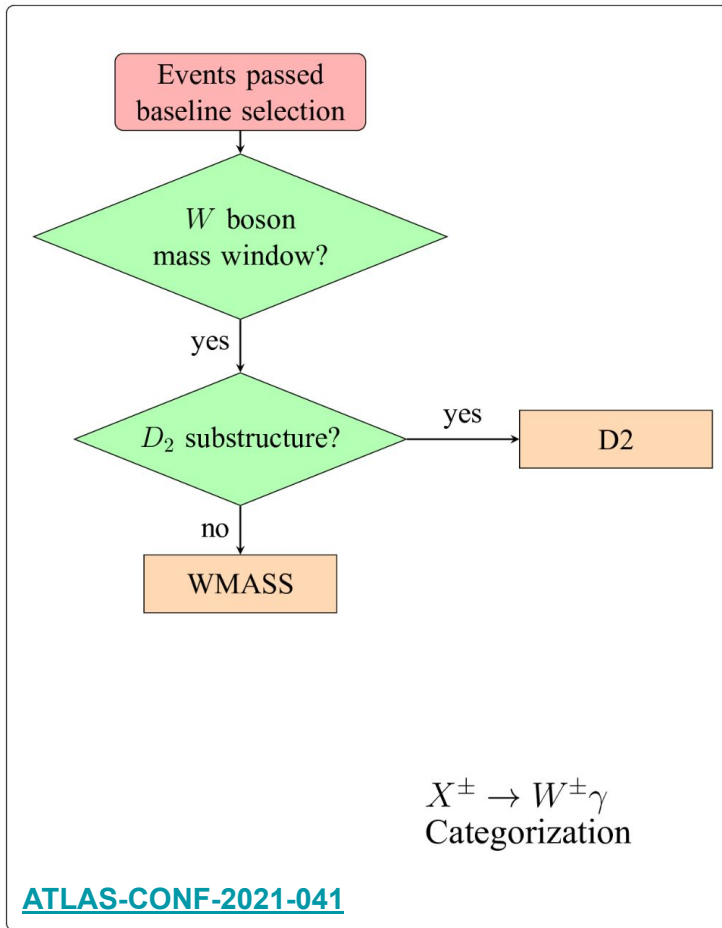 Events passed
baseline selection
W boson
mass window?
yes
D₂ substructure?
yes
D2
no
WMASS
X± → W±γ
Categorization
ATLAS-CONF-2021-041